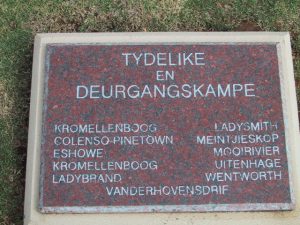 TYDELIKE
EN
DEURGANGSKAMPE
KROMELLENBOOG LADYSMITH
COLENSO-PINETOWN MEINTJIESKOP
ESHOWE MOOIRIVIER
KROMELLENBOOG UITENHAGE
LADYBRAND WENTWORTH
VANDERHOVENSDRIF